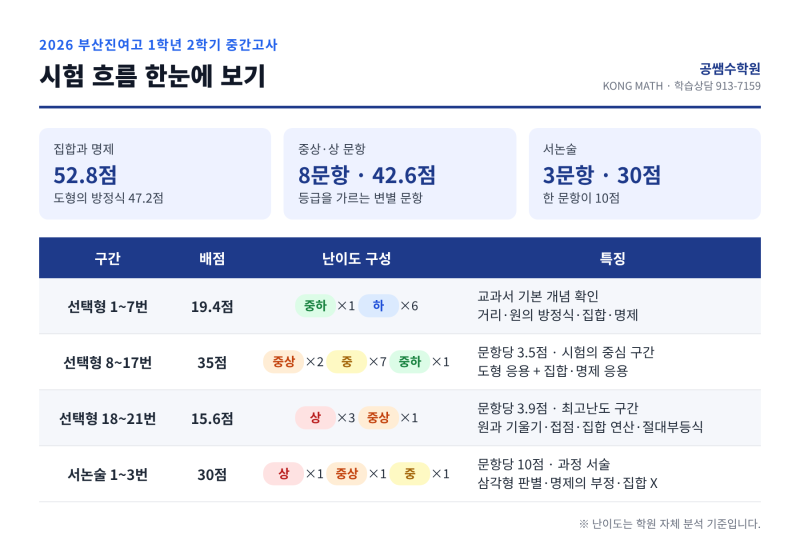 2026 부산진여고 1학년 2학기 중간고사
시험 흐름 한눈에 보기
공쌤수학원
KONG MATH · 학습상담 913-7159
집합과 명제
52.8점
도형의 방정식 47.2점
중상·상 문항
8문항 · 42.6점
등급을 가르는 변별 문항
서논술
3문항 · 30점
한 문항이 10점
구간 배점 난이도 구성 특징
선택형 1~7번 19.4점 중하 ×1 하 ×6
교과서 기본 개념 확인
거리·원의 방정식·집합·명제
선택형 8~17번 35점 중상 ×2 중 ×7 중하 ×1
문항당 3.5점 · 시험의 중심 구간
도형 응용 + 집합·명제 응용
선택형 18~21번 15.6점 상 ×3 중상 ×1
문항당 3.9점 · 최고난도 구간
원과 기울기·접점·집합 연산·절대부등식
서논술 1~3번 30점 상 ×1 중상 ×1 중 ×1
문항당 10점 · 과정 서술
삼각형 판별·명제의 부정·집합 X
※ 난이도는 학원 자체 분석 기준입니다.